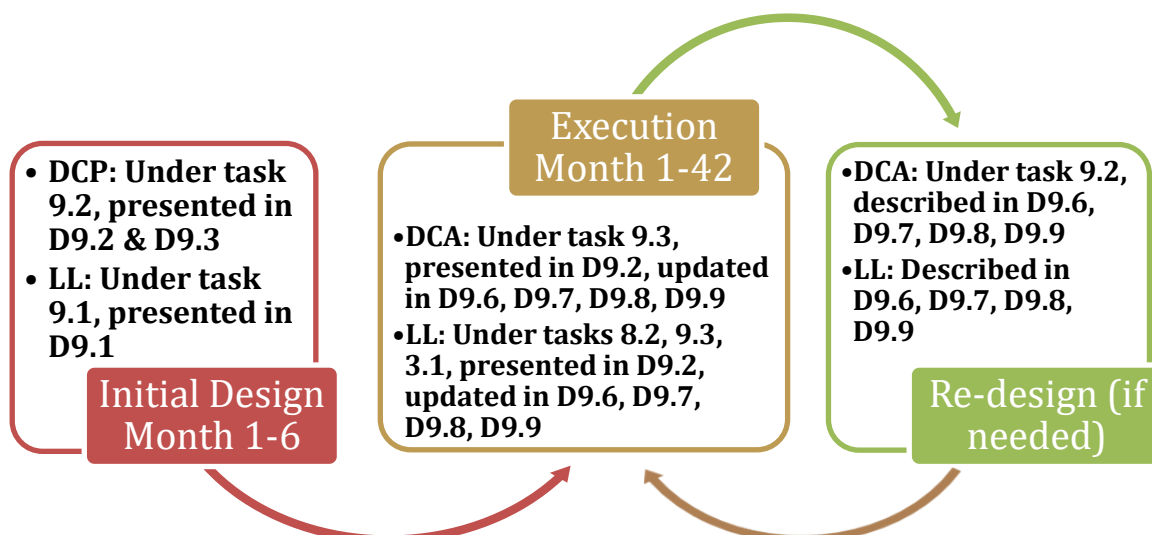 • DCP: Under task
9.2, presented in
D9.2 & D9.3
• LL: Under task
9.1, presented in
D9.1
Initial Design
Month 1-6
Execution
Month 1-42
•DCA: Under task 9.3,
presented in D9.2, updated
in D9.6, D9.7, D9.8, D9.9
•LL: Under tasks 8.2, 9.3,
3.1, presented in D9.2,
updated in D9.6, D9.7,
D9.8, D9.9
•DCA: Under task 9.2,
described in D9.6,
D9.7, D9.8, D9.9
•LL: Described in
D9.6, D9.7, D9.8,
D9.9
Re-design (if
needed)